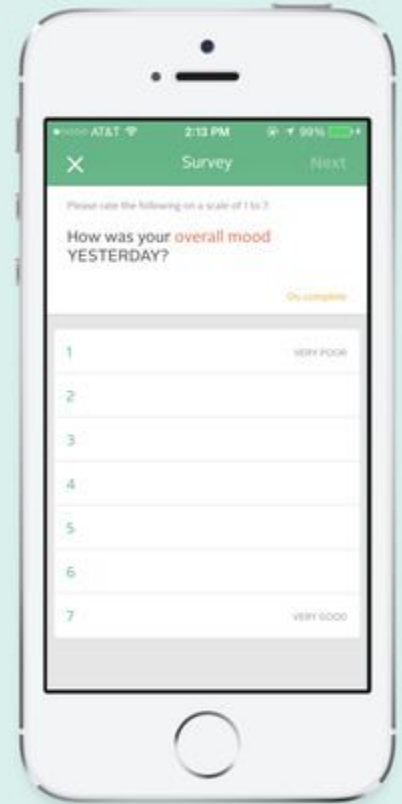 AT&T 2:13 PM 99%
Survey Next
Please rate the following on a scale of 1 to 7:
How was your overall mood
YESTERDAY?
complete
1 VERY POOR
2
3
4
5
6
7 VERY GOOD